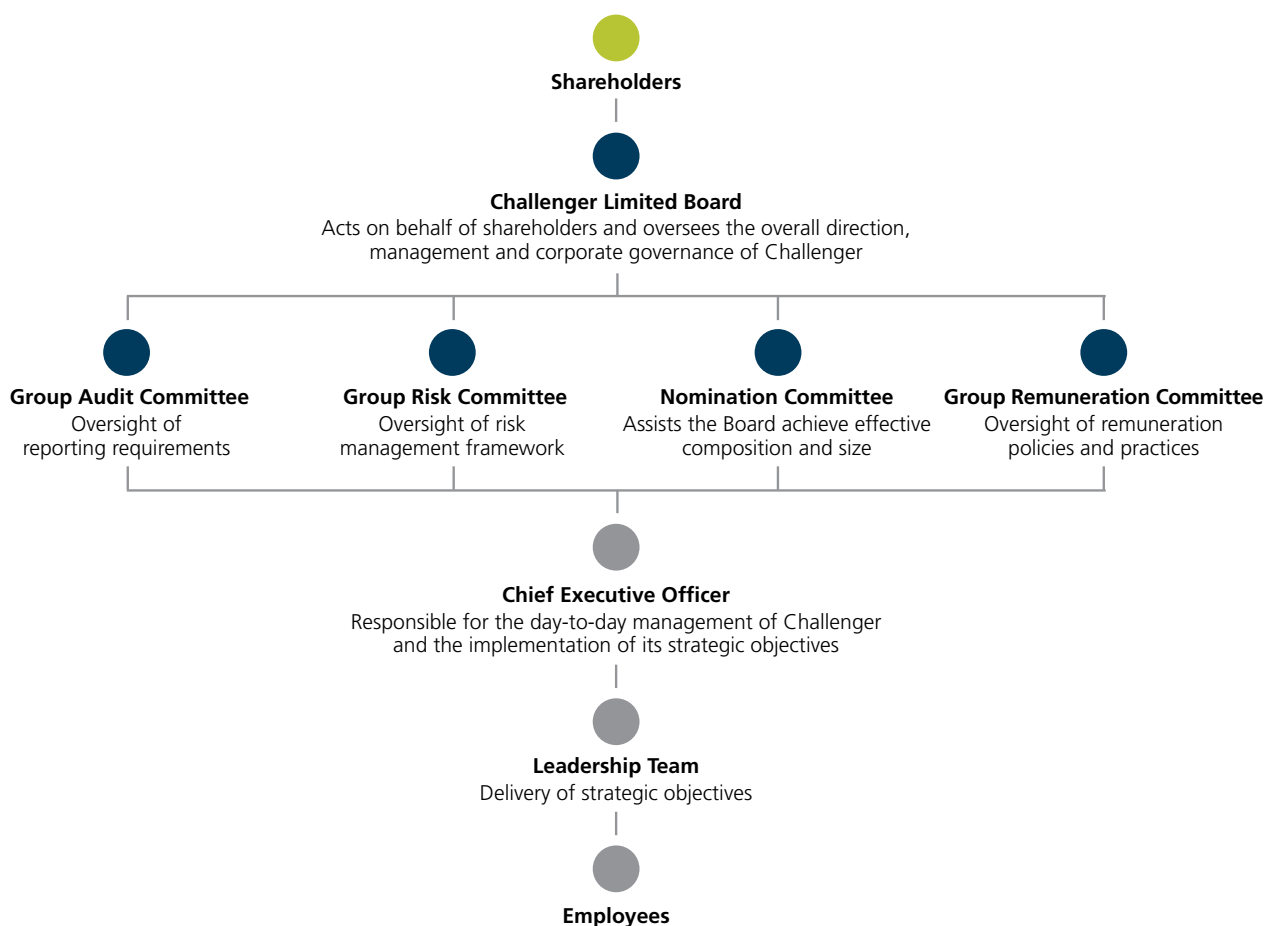 Shareholders
Challenger Limited Board
Acts on behalf of shareholders and oversees the overall direction,
management and corporate governance of Challenger
Group Audit Committee
Oversight of
reporting requirements
Group Risk Committee
Oversight of risk
management framework
Nomination Committee
Assists the Board achieve effective
composition and size
Group Remuneration Committee
Oversight of remuneration
policies and practices
Chief Executive Officer
Responsible for the day-to-day management of Challenger
and the implementation of its strategic objectives
Leadership Team
Delivery of strategic objectives
Employees